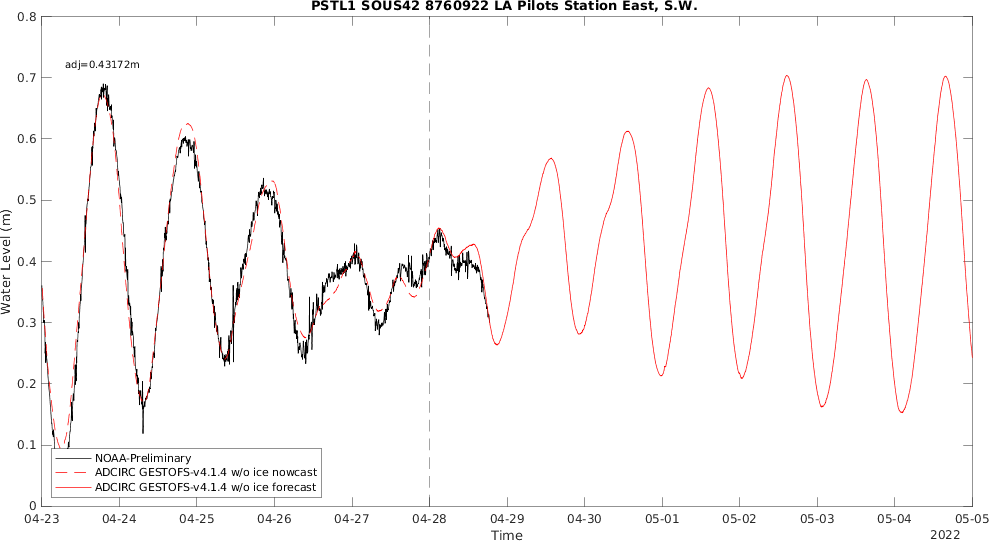 PSTL1 SOUS42 8760922 LA Pilots Station East, S.W.
adj=0.43172m
Water Level (m)
0.8
0.7
0.6
0.5
0.4
0.3
0.2
0.1
0
NOAA-Preliminary
ADCIRC GESTOFS-v4.1.4 w/o ice nowcast
ADCIRC GESTOFS-v4.1.4 w/o ice forecast
04-23 04-24 04-25 04-26 04-27 04-28 04-29 04-30 05-01 05-02 05-03 05-04 05-05
Time
2022